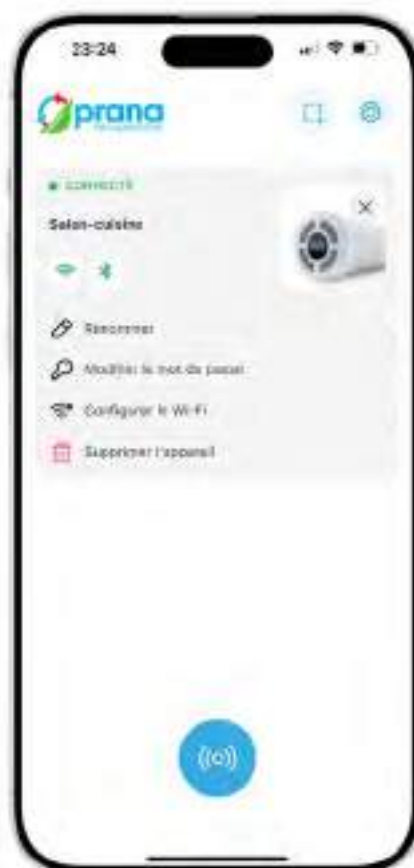 23:24
prana
CONNECTÉ
Salon-cuisine
Renommer
Modifier le mot de passe
Configurer le Wi-Fi
Supprimer l'appareil